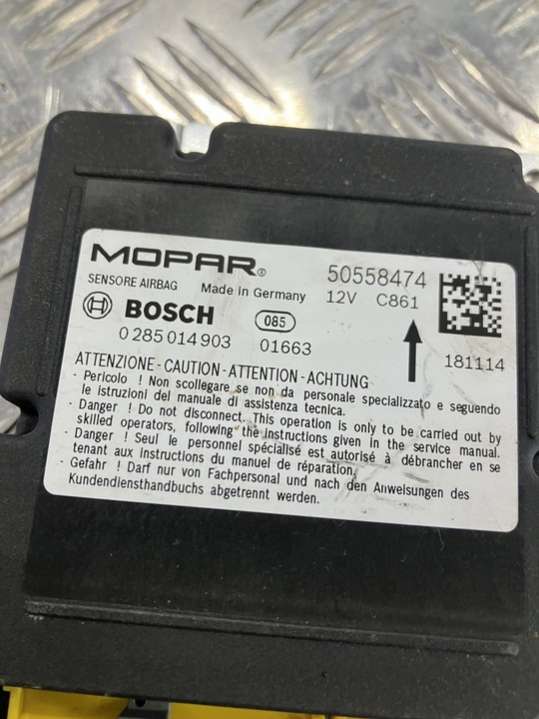 MOPAR®
50558474
SENSORE AIRBAG Made in Germany 12V C861
BOSCH 085
0 285 014 903 01663 181114
ATTENZIONE - CAUTION - ATTENTION - ACHTUNG
- Pericolo ! Non scollegare se non da personale specializzato e seguendo
le istruzioni del manuale di assistenza tecnica.
- Danger ! Do not disconnect. This operation is only to be carried out by
skilled operators, following the instructions given in the service manual.
- Danger ! Seul le personnel spécialisé est autorisé à débrancher en se
tenant aux instructions du manuel de réparation.
- Gefahr ! Darf nur von Fachpersonal und nach den Anweisungen des
Kundendiensthandbuchs abgetrennt werden.